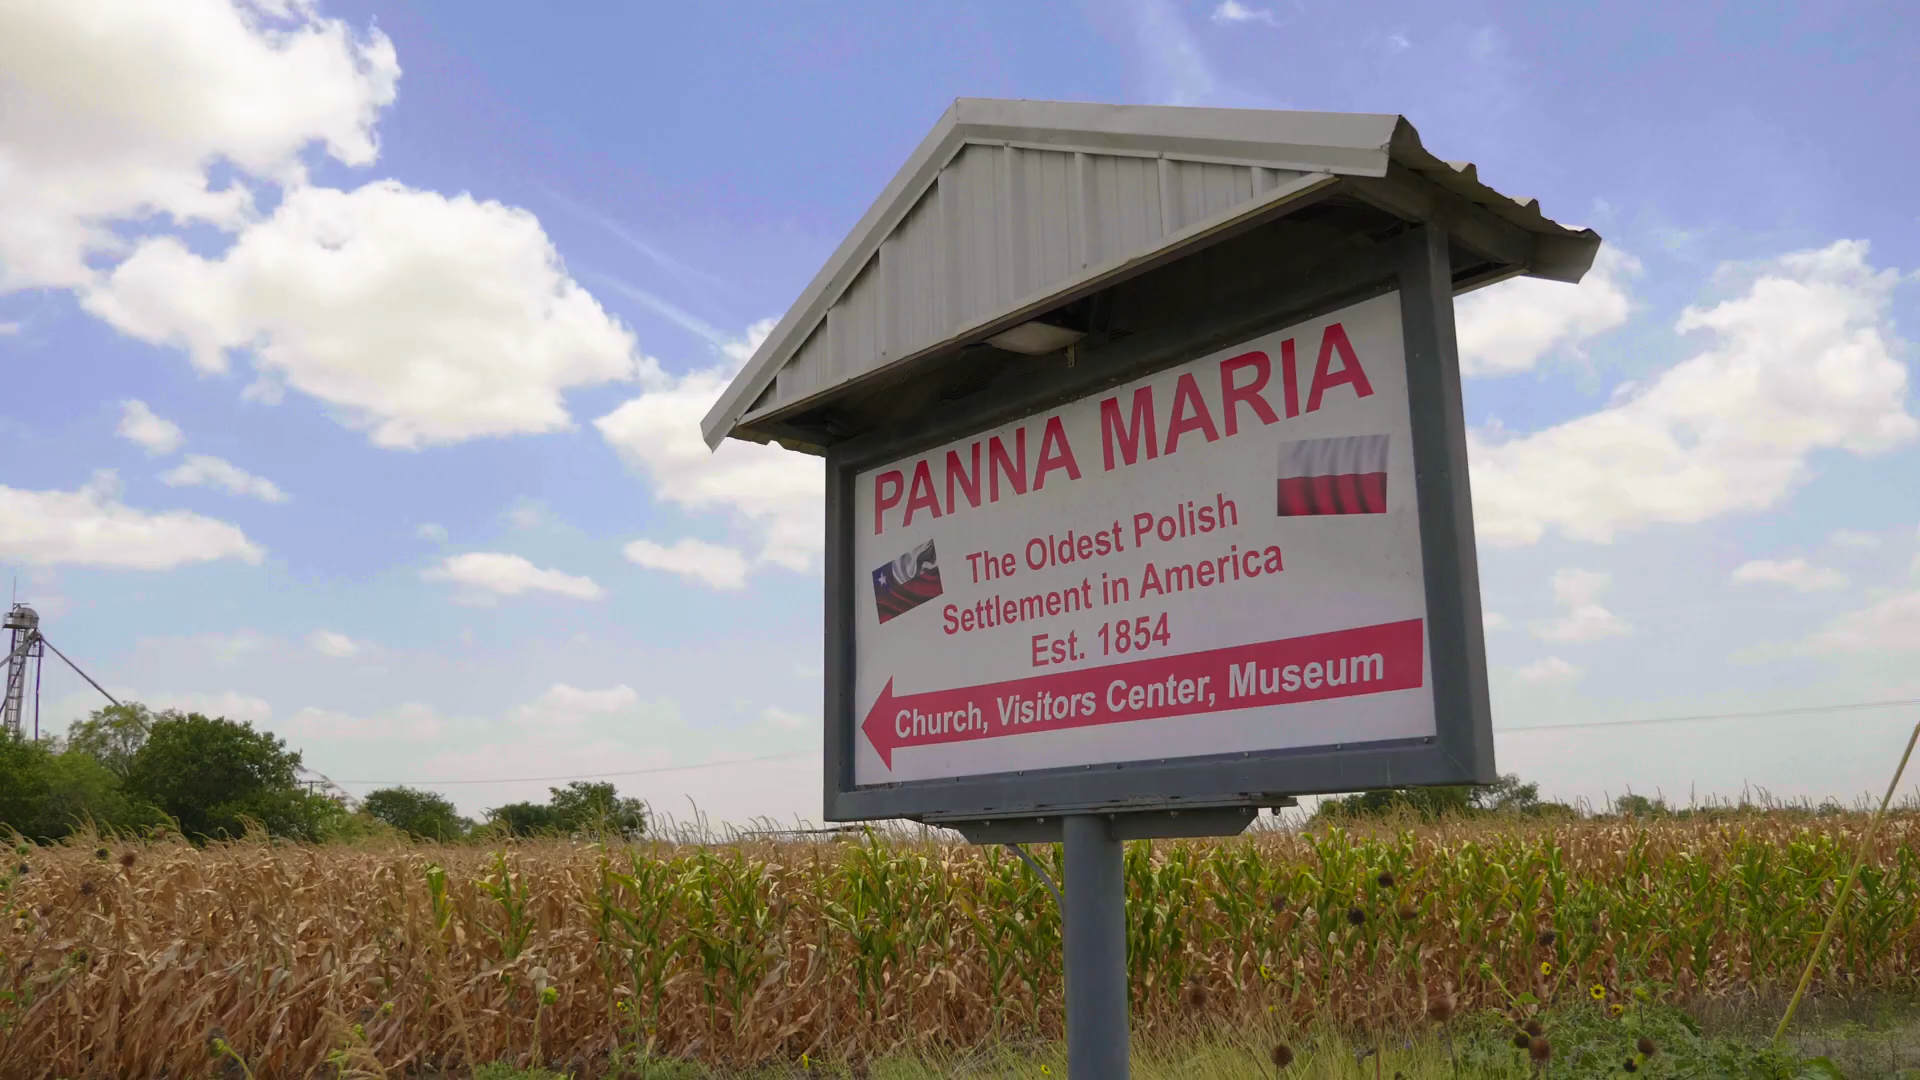 PANNA MARIA
The Oldest Polish
Settlement in America
Est. 1854
Church, Visitors Center, Museum